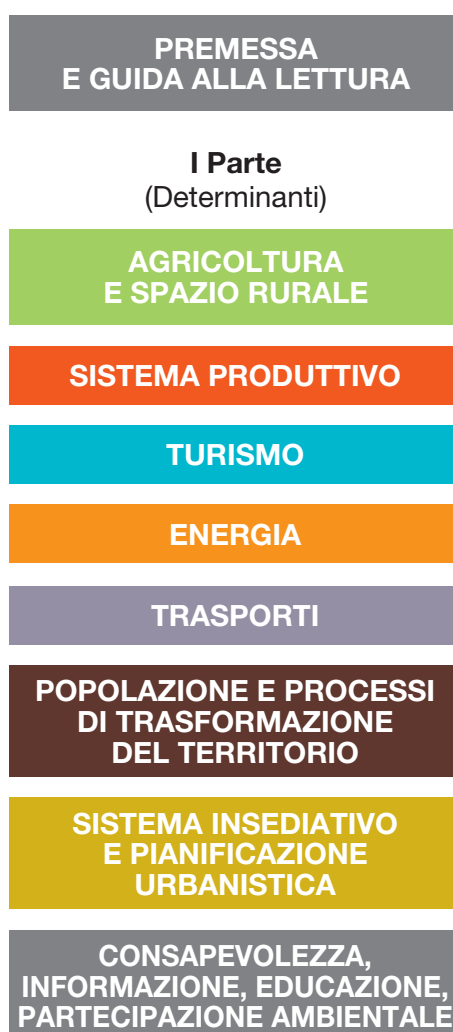 PREMESSA
E GUIDA ALLA LETTURA
I Parte
(Determinanti)
AGRICOLTURA
E SPAZIO RURALE
SISTEMA PRODUTTIVO
TURISMO
ENERGIA
TRASPORTI
POPOLAZIONE E PROCESSI
DI TRASFORMAZIONE
DEL TERRITORIO
SISTEMA INSEDIATIVO
E PIANIFICAZIONE
URBANISTICA
CONSAPEVOLEZZA,
INFORMAZIONE, EDUCAZIONE,
PARTECIPAZIONE AMBIENTALE